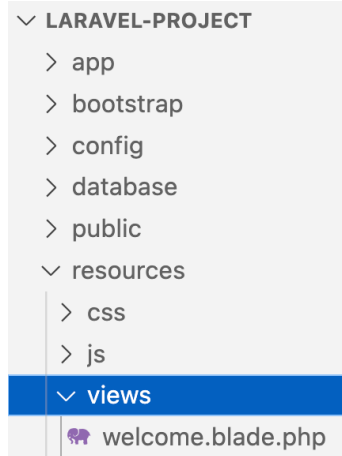 LARAVEL-PROJECT
app
bootstrap
config
database
public
resources
css
js
views
welcome.blade.php